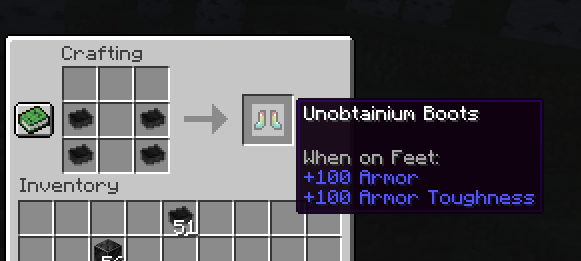 Crafting
Unobtainium Boots
When on Feet:
+100 Armor
+100 Armor Toughness
Inventory
51